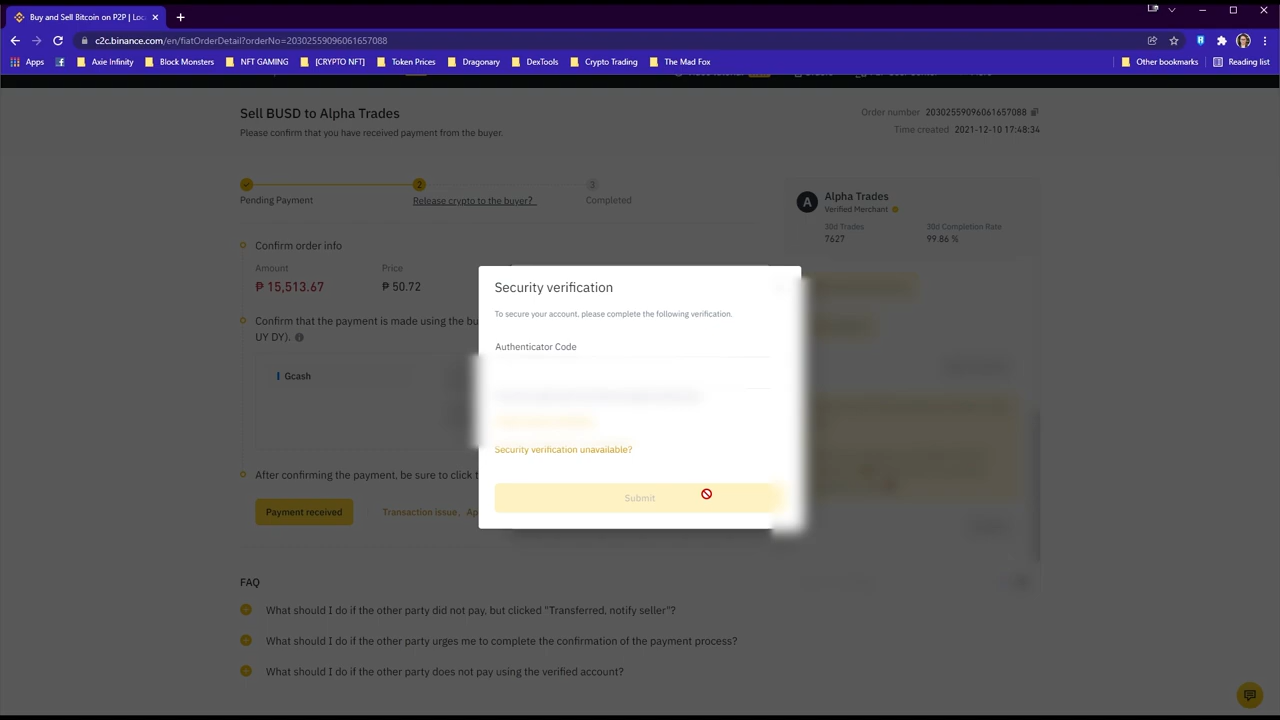 Buy and Sell Bitcoin on P2P | Loc
c2c.binance.com/en/fiatOrderDetail?orderNo=20302559096061657088
Apps
Axie Infinity
Block Monsters
NFT GAMING
[CRYPTO NFT]
Token Prices
Dragonary
DexTools
Crypto Trading
The Mad Fox
Other bookmarks
Reading list
Sell BUSD to Alpha Trades
Please confirm that you have received payment from the buyer.
Order number 20302559096061657088
Time created 2021-12-10 17:48:34
2
3
Pending Payment
Release crypto to the buyer?
Completed
A
Alpha Trades
Verified Merchant
30d Trades
30d Completion Rate
7627
99.86 %
Confirm order info
Amount
Price
₱ 15,513.67
₱ 50.72
Confirm that the payment is made using the bu
UY DY).
Gcash
After confirming the payment, be sure to click t
Payment received
Transaction issue,
Security verification
To secure your account, please complete the following verification.
Authenticator Code
Security verification unavailable?
Submit
FAQ
What should I do if the other party did not pay, but clicked "Transferred, notify seller"?
What should I do if the other party urges me to complete the confirmation of the payment process?
What should I do if the other party does not pay using the verified account?